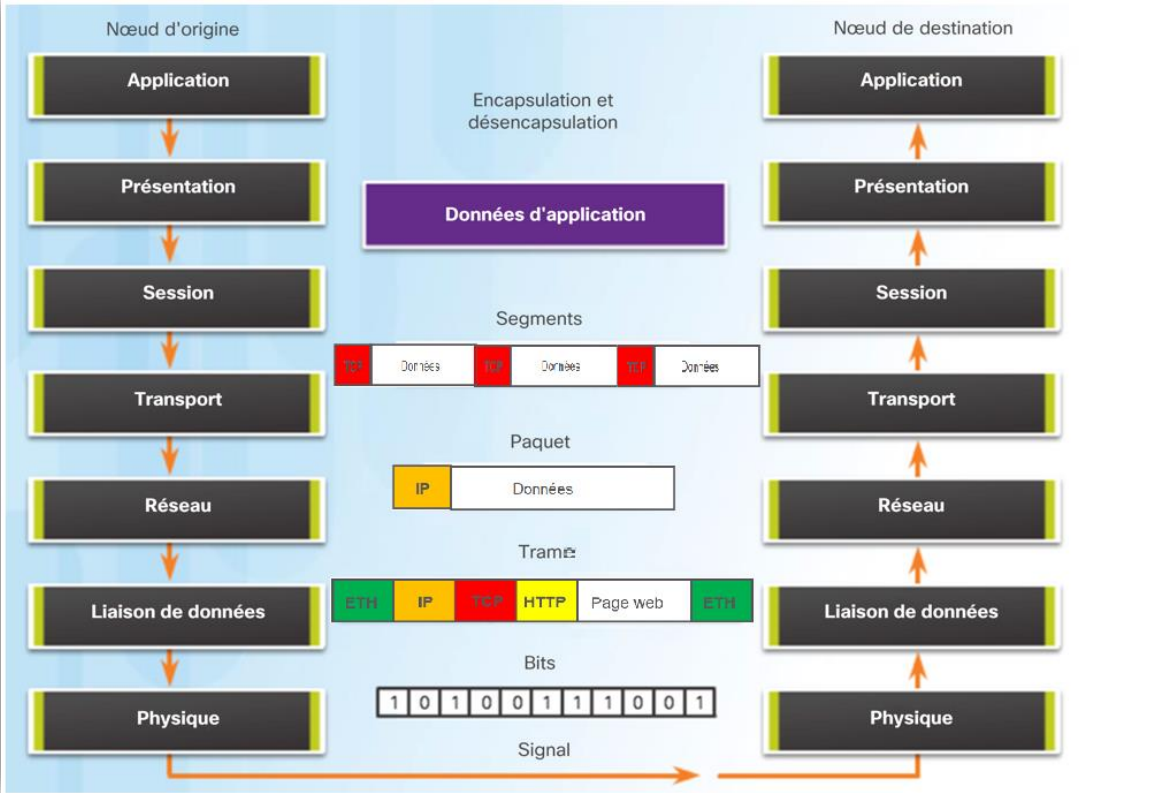 Nœud d'origine
Nœud de destination
Application
Application
Encapsulation et
désencapsulation
Présentation
Présentation
Données d'application
Session
Session
Segments
TCP Données TCP Données TCP Données
Transport
Transport
Paquet
IP Données
Réseau
Réseau
Trame
ETH IP TCP HTTP Page web ETH
Liaison de données
Liaison de données
Bits
1 0 1 0 0 1 1 1 0 0 1
Physique
Physique
Signal